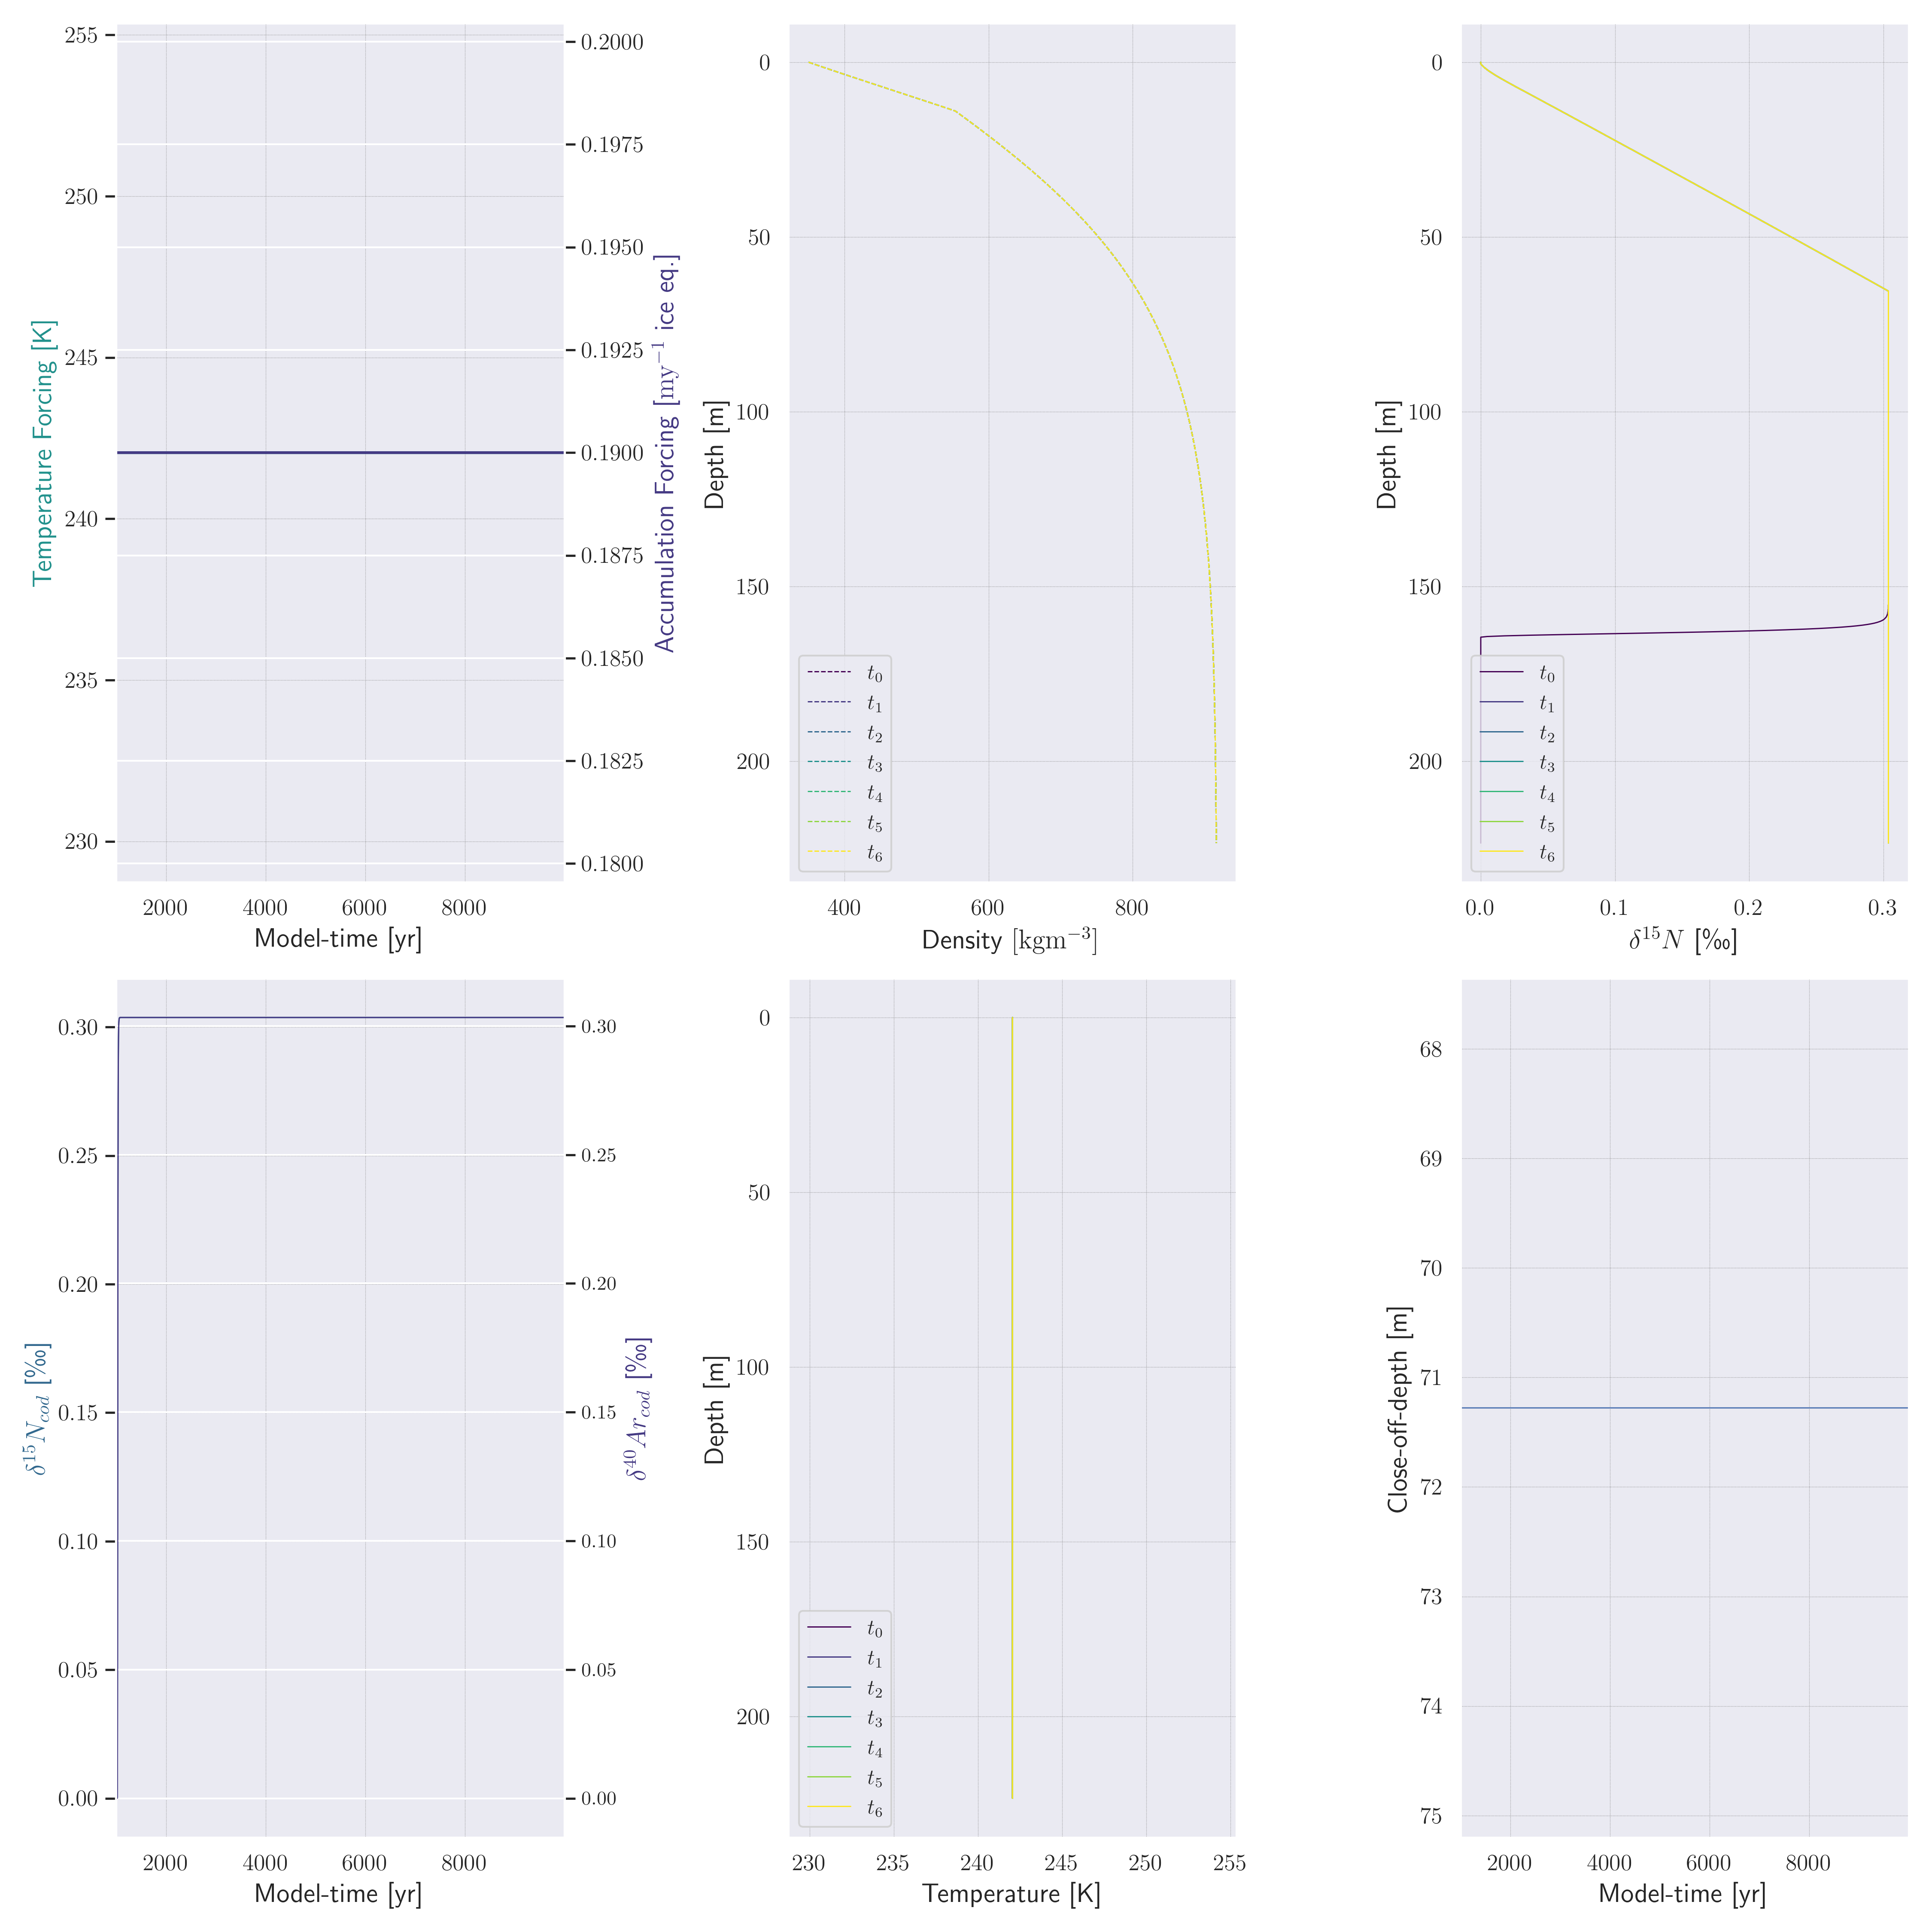 255
250
245
240
235
230
Temperature Forcing [K]
0.2000
0.1975
0.1950
0.1925
0.1900
0.1875
0.1850
0.1825
0.1800
Accumulation Forcing [my⁻¹ ice eq.]
2000 4000 6000 8000
Model-time [yr]
0
50
100
150
200
Depth [m]
t₀
t₁
t₂
t₃
t₄
t₅
t₆
400 600 800
Density [kgm⁻³]
0
50
100
150
200
Depth [m]
t₀
t₁
t₂
t₃
t₄
t₅
t₆
0.0 0.1 0.2 0.3
δ¹⁵N [‰]
0.30
0.25
0.20
0.15
0.10
0.05
0.00
δ¹⁵N_cod [‰]
0.30
0.25
0.20
0.15
0.10
0.05
0.00
δ⁴⁰Ar_cod [‰]
2000 4000 6000 8000
Model-time [yr]
0
50
100
150
200
Depth [m]
t₀
t₁
t₂
t₃
t₄
t₅
t₆
230 235 240 245 250 255
Temperature [K]
68
69
70
71
72
73
74
75
Close-off-depth [m]
2000 4000 6000 8000
Model-time [yr]